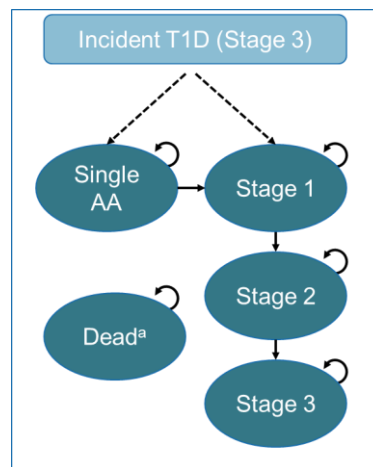 Incident T1D (Stage 3)
Single
AA
Stage 1
Stage 2
Deadᵃ
Stage 3